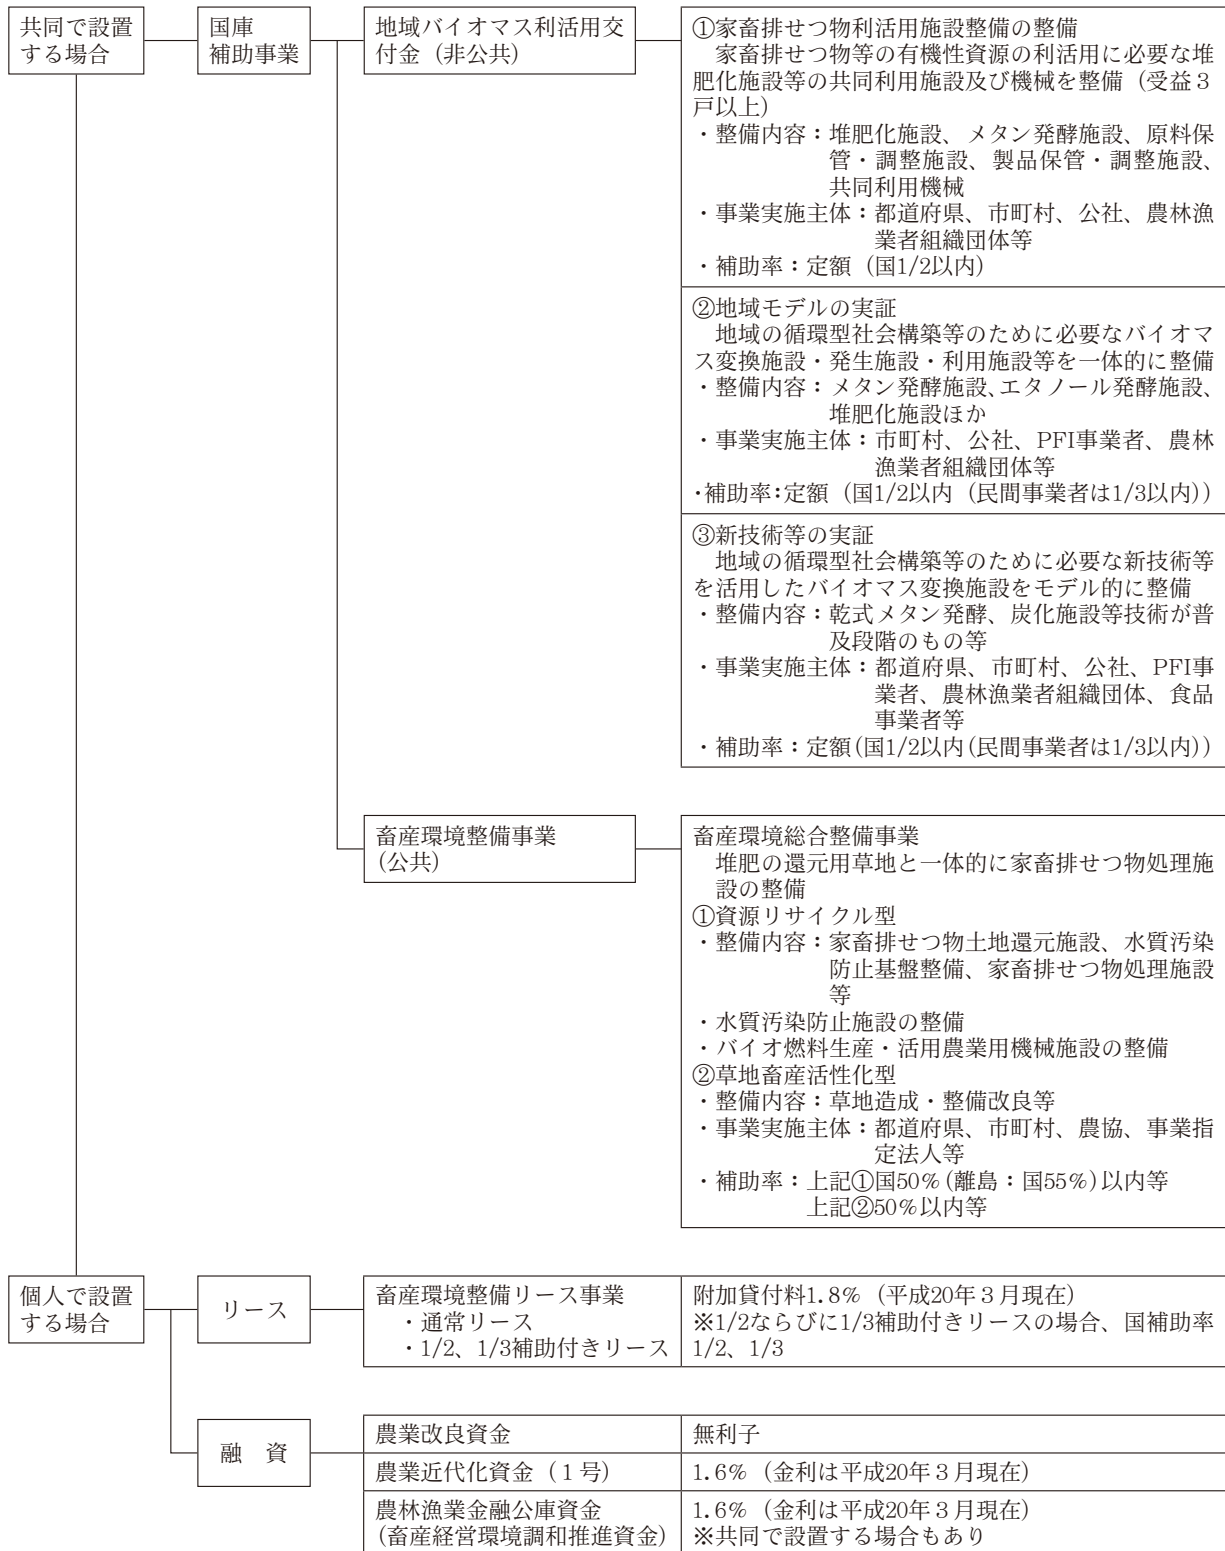 共同で設置
する場合
国庫
補助事業
地域バイオマス利活用交
付金（非公共）
①家畜排せつ物利活用施設整備の整備
家畜排せつ物等の有機性資源の利活用に必要な堆
肥化施設等の共同利用施設及び機械を整備（受益３
戸以上）
・整備内容：堆肥化施設、メタン発酵施設、原料保
管・調整施設、製品保管・調整施設、
共同利用機械
・事業実施主体：都道府県、市町村、公社、農林漁
業者組織団体等
・補助率：定額（国1/2以内）
②地域モデルの実証
地域の循環型社会構築等のために必要なバイオマ
ス変換施設・発生施設・利用施設等を一体的に整備
・整備内容：メタン発酵施設、エタノール発酵施設、
堆肥化施設ほか
・事業実施主体：市町村、公社、PFI事業者、農林
漁業者組織団体等
・補助率：定額（国1/2以内（民間事業者は1/3以内））
③新技術等の実証
地域の循環型社会構築等のために必要な新技術等
を活用したバイオマス変換施設をモデル的に整備
・整備内容：乾式メタン発酵、炭化施設等技術が普
及段階のもの等
・事業実施主体：都道府県、市町村、公社、PFI事
業者、農林漁業者組織団体、食品
事業者等
・補助率：定額（国1/2以内（民間事業者は1/3以内））
畜産環境整備事業
（公共）
畜産環境総合整備事業
堆肥の還元用草地と一体的に家畜排せつ物処理施
設の整備
①資源リサイクル型
・整備内容：家畜排せつ物土地還元施設、水質汚染
防止基盤整備、家畜排せつ物処理施設
等
・水質汚染防止施設の整備
・バイオ燃料生産・活用農業用機械施設の整備
②草地畜産活性化型
・整備内容：草地造成・整備改良等
・事業実施主体：都道府県、市町村、農協、事業指
定法人等
・補助率：上記①国50％（離島：国55％）以内等
上記②50％以内等
個人で設置
する場合
リース
畜産環境整備リース事業
・通常リース
・1/2、1/3補助付きリース
附加貸付料1.8％（平成20年３月現在）
※1/2ならびに1/3補助付きリースの場合、国補助率
1/2、1/3
融　資
農業改良資金
無利子
農業近代化資金（１号）
1.6％（金利は平成20年３月現在）
農林漁業金融公庫資金
（畜産経営環境調和推進資金）
1.6％（金利は平成20年３月現在）
※共同で設置する場合もあり